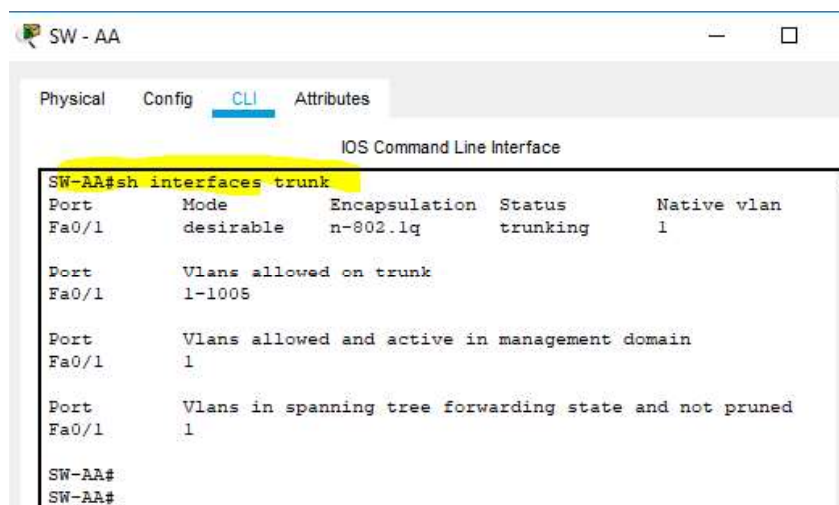 SW - AA
Physical Config CLI Attributes
IOS Command Line Interface
SW-AA#sh interfaces trunk
Port Mode Encapsulation Status Native vlan
Fa0/1 desirable n-802.1q trunking 1
Port Vlans allowed on trunk
Fa0/1 1-1005
Port Vlans allowed and active in management domain
Fa0/1 1
Port Vlans in spanning tree forwarding state and not pruned
Fa0/1 1
SW-AA#
SW-AA#